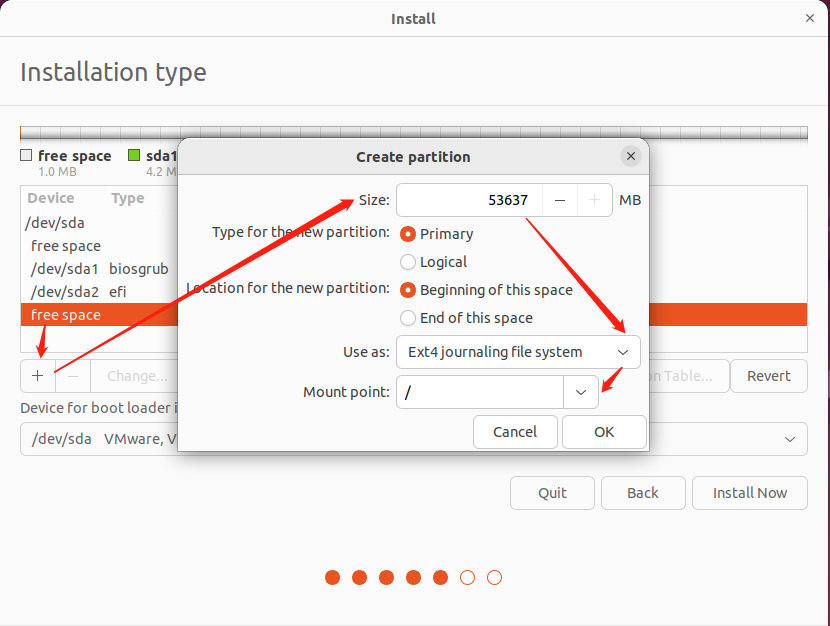 Install
Installation type
free space sda1
1.0 MB 4.2 M
Create partition
Device Type
/dev/sda
free space
/dev/sda1 biosgrub
/dev/sda2 efi
free space
Size: 53637 MB
Type for the new partition: Primary
Logical
Location for the new partition: Beginning of this space
End of this space
Use as: Ext4 journaling file system
Mount point: /
Cancel OK
+ − Change... on Table... Revert
Device for boot loader i
/dev/sda VMware, V
Quit Back Install Now